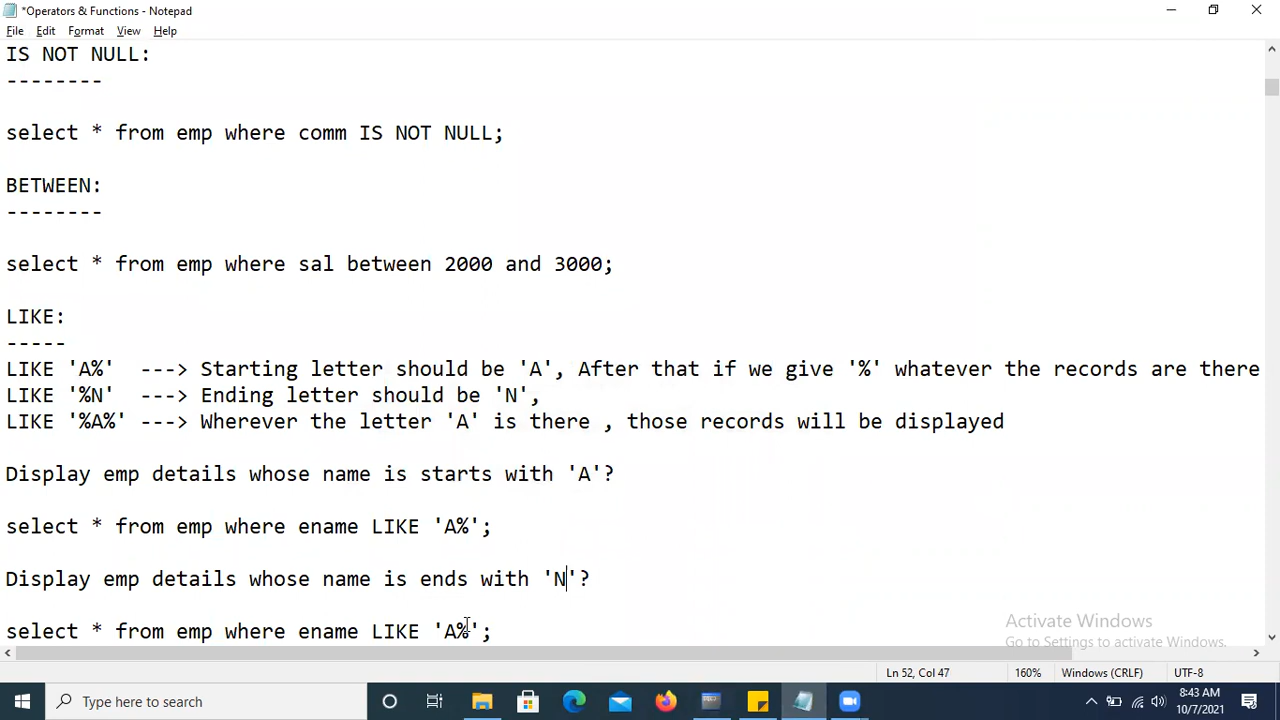 *Operators & Functions - Notepad
File Edit Format View Help
IS NOT NULL:
--------
select * from emp where comm IS NOT NULL;
BETWEEN:
--------
select * from emp where sal between 2000 and 3000;
LIKE:
-----
LIKE 'A%' ---> Starting letter should be 'A', After that if we give '%' whatever the records are there
LIKE '%N' ---> Ending letter should be 'N',
LIKE '%A%' ---> Wherever the letter 'A' is there , those records will be displayed
Display emp details whose name is starts with 'A'?
select * from emp where ename LIKE 'A%';
Display emp details whose name is ends with 'N'?
select * from emp where ename LIKE 'A%';
Activate Windows
Go to Settings to activate Windows.
Ln 52, Col 47 160% Windows (CRLF) UTF-8
Type here to search
8:43 AM
10/7/2021